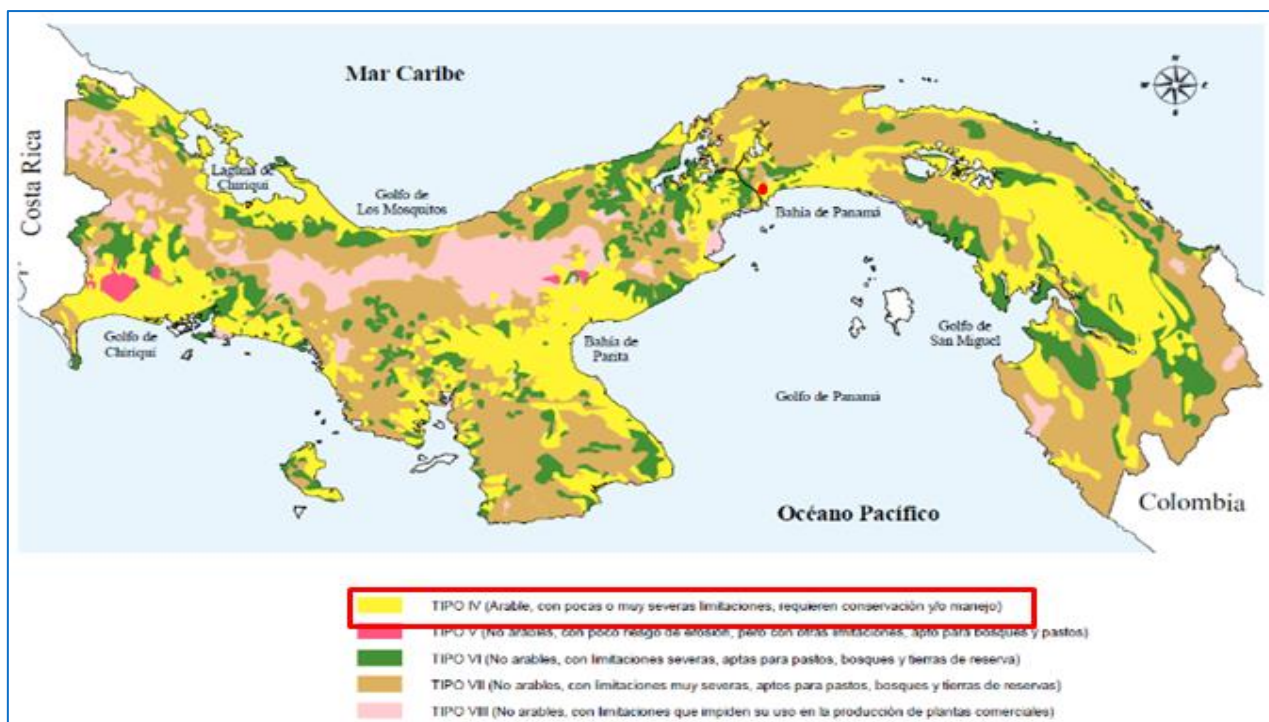 Mar Caribe
N
W
E
S
Costa Rica
Laguna de
Chiriquí
Golfo de
Los Mosquitos
Bahía de Panamá
Golfo de
Chiriquí
Bahía de
Parita
Golfo de
San Miguel
Golfo de Panamá
Océano Pacífico
Colombia
TIPO IV (Arable, con pocas o muy severas limitaciones, requieren conservación y/o manejo)
TIPO V (No arables, con poco riesgo de erosión, pero con otras limitaciones, apto para bosques y pastos)
TIPO VI (No arables, con limitaciones severas, aptas para pastos, bosques y tierras de reserva)
TIPO VII (No arables, con limitaciones muy severas, aptos para pastos, bosques y tierras de reservas)
TIPO VIII (No arables, con limitaciones que impiden su uso en la producción de plantas comerciales)